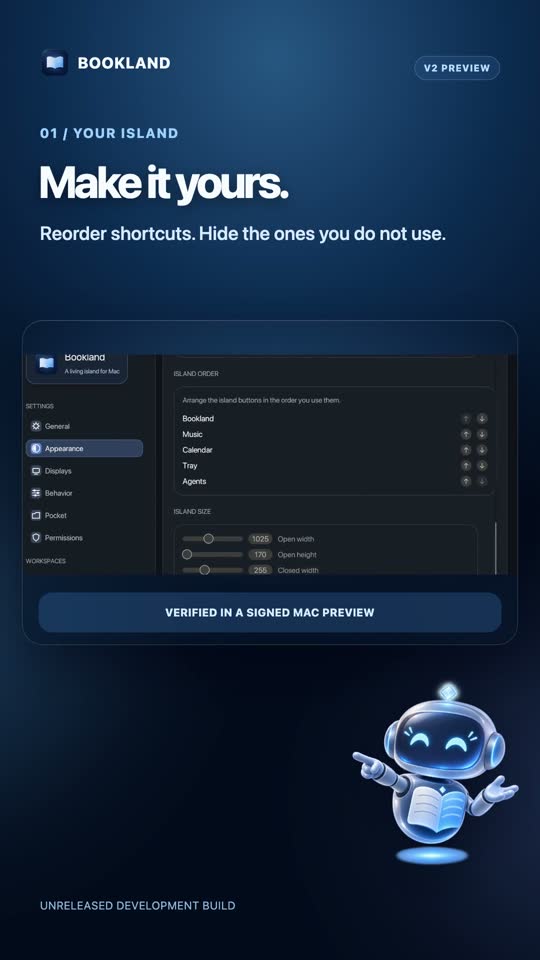 BOOKLAND
V2 PREVIEW
01 / YOUR ISLAND
Make it yours.
Reorder shortcuts. Hide the ones you do not use.
Bookland
A living island for Mac
SETTINGS
General
Appearance
Displays
Behavior
Pocket
Permissions
WORKSPACES
ISLAND ORDER
Arrange the island buttons in the order you use them.
Bookland
Music
Calendar
Tray
Agents
ISLAND SIZE
1025 Open width
170 Open height
255 Closed width
VERIFIED IN A SIGNED MAC PREVIEW
UNRELEASED DEVELOPMENT BUILD